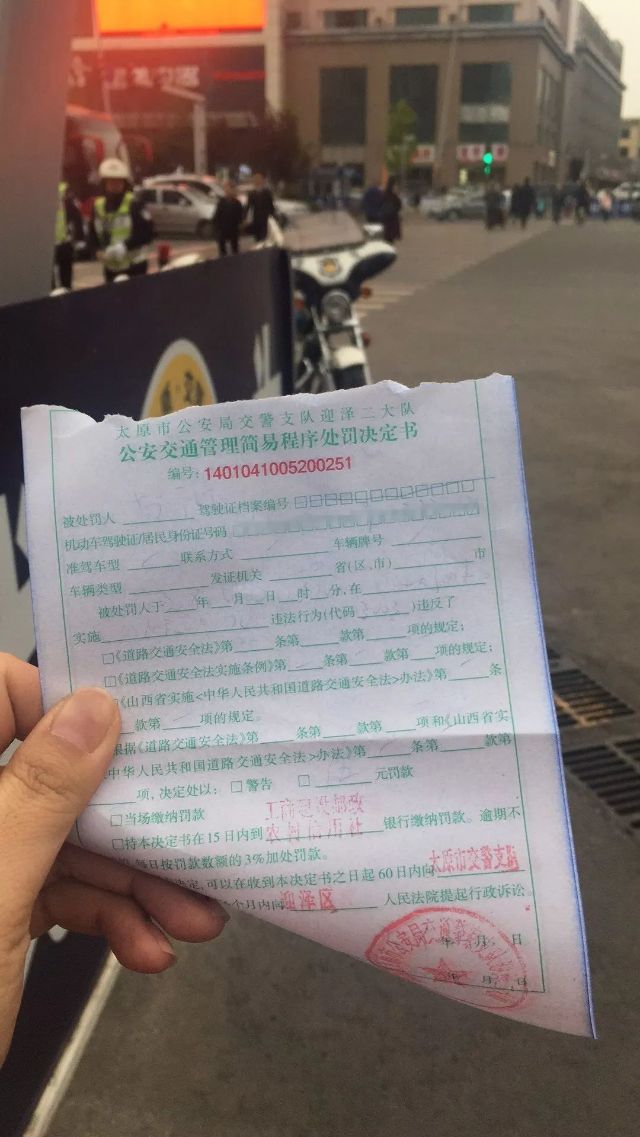 太原市公安局交警支队迎泽二大队
公安交通管理简易程序处罚决定书
编号:1401041005200251
被处罚人 驾驶证档案编号□□□□□□□□□□□□
机动车驾驶证/居民身份证号码
准驾车型 联系方式 车辆牌号
车辆类型 发证机关 省(区,市) 市
被处罚人于 年 月 日 时 分,在
实施 违法行为(代码 )违反了
□《道路交通安全法》第 条第 款第 项的规定;
□《道路交通安全法实施条例》第 条第 款第 项的规定;
《山西省实施<中华人民共和国道路交通安全法>办法》第 条
款第 项的规定。
根据《道路交通安全法》第 条第 款第 项和《山西省实
中华人民共和国道路交通安全法>办法》第 条第 款第
项,决定处以:□警告 □ 元罚款
□当场缴纳罚款
□持本决定书在15日内到 农村信用社 银行缴纳罚款。逾期不
每日按罚款数额的3%加处罚款。
决定,可以在收到本决定书之日起60日内向太原市交警支队
个月内向迎泽区 人民法院提起行政诉讼。
年 月 日
年 月 日